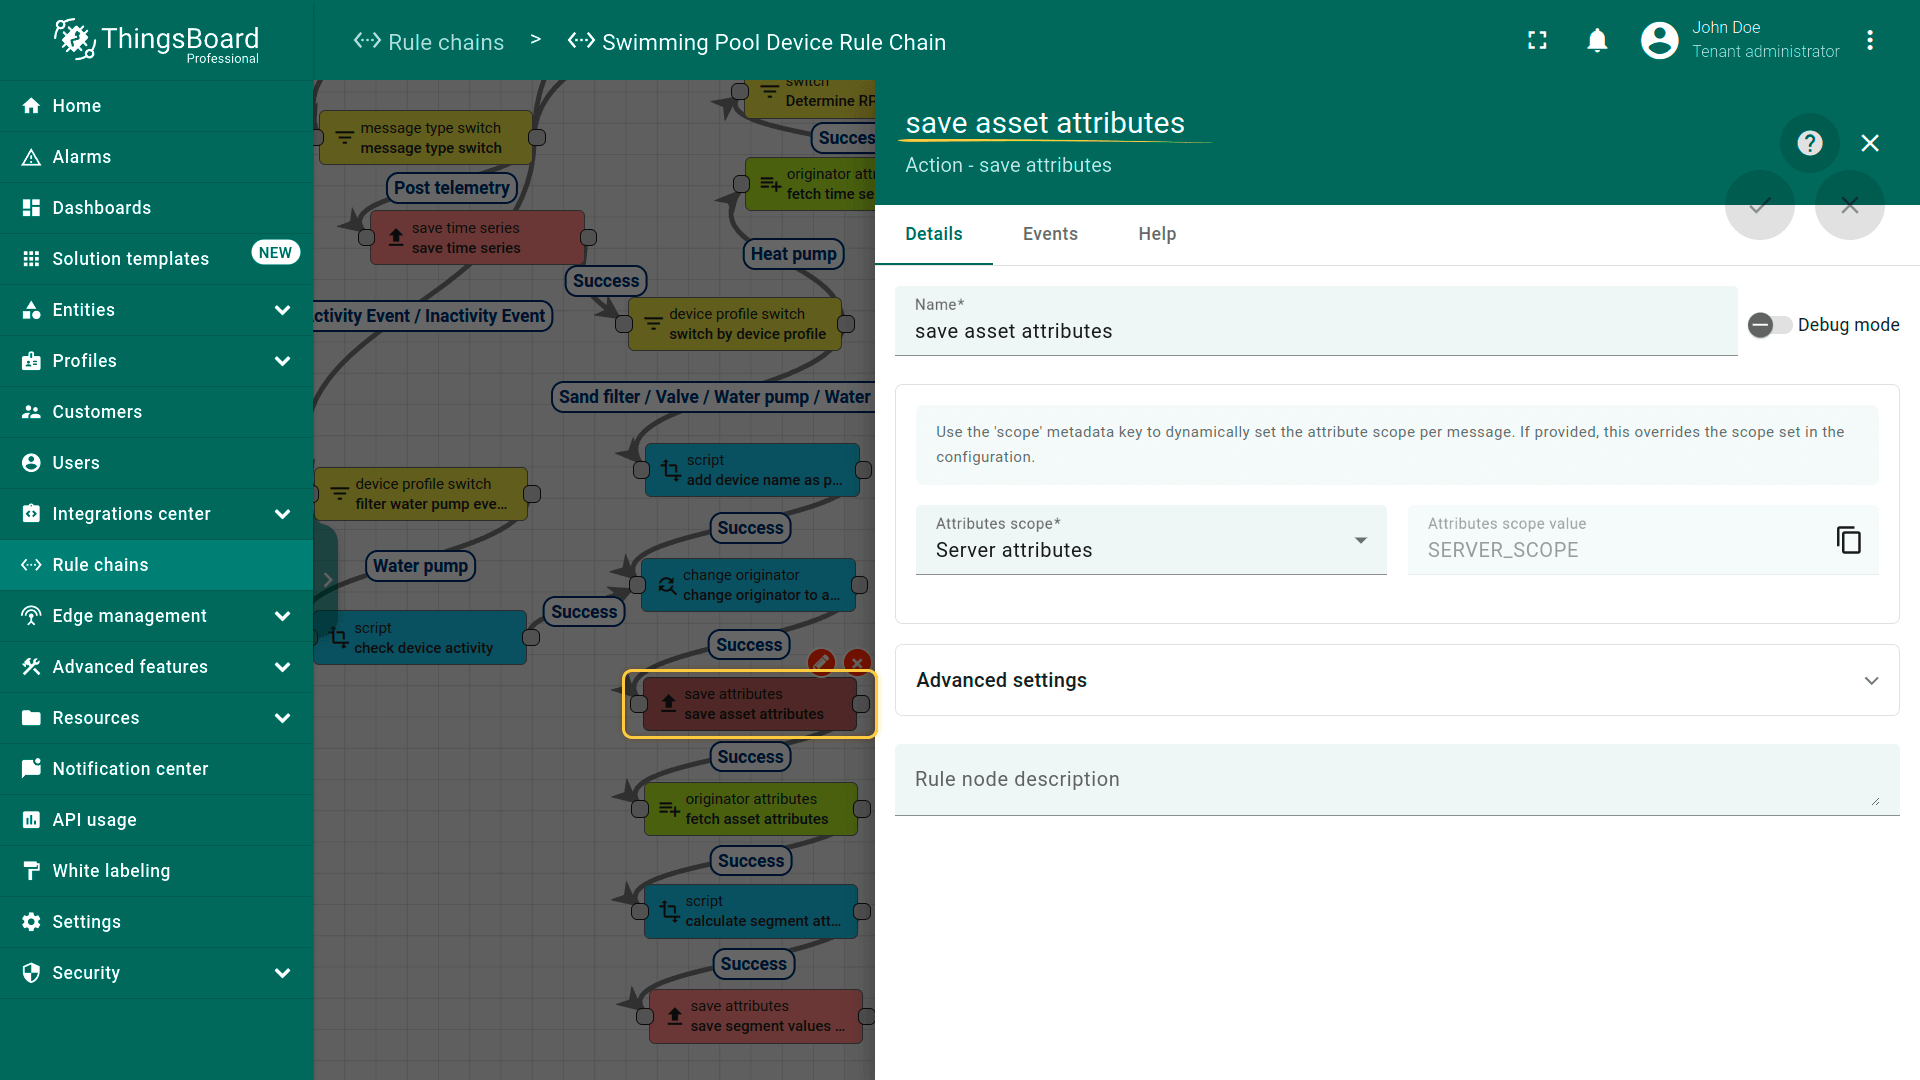 ThingsBoard
Professional
Rule chains > Swimming Pool Device Rule Chain
John Doe
Tenant administrator
Home
Alarms
Dashboards
Solution templates
NEW
Entities
Profiles
Customers
Users
Integrations center
Rule chains
Edge management
Advanced features
Resources
Notification center
API usage
White labeling
Settings
Security
switch
Determine RP
message type switch
message type switch
Success
Post telemetry
originator att
fetch time se
save time series
save time series
Heat pump
Success
ctivity Event / Inactivity Event
device profile switch
switch by device profile
Sand filter / Valve / Water pump / Water
script
add device name as p...
device profile switch
filter water pump eve...
Success
Water pump
change originator
change originator to a...
Success
script
check device activity
Success
save attributes
save asset attributes
Success
originator attributes
fetch asset attributes
Success
script
calculate segment att...
Success
save attributes
save segment values ...
save asset attributes
Action - save attributes
Details
Events
Help
Name*
save asset attributes
Debug mode
Use the 'scope' metadata key to dynamically set the attribute scope per message. If provided, this overrides the scope set in the
configuration.
Attributes scope*
Server attributes
Attributes scope value
SERVER_SCOPE
Advanced settings
Rule node description